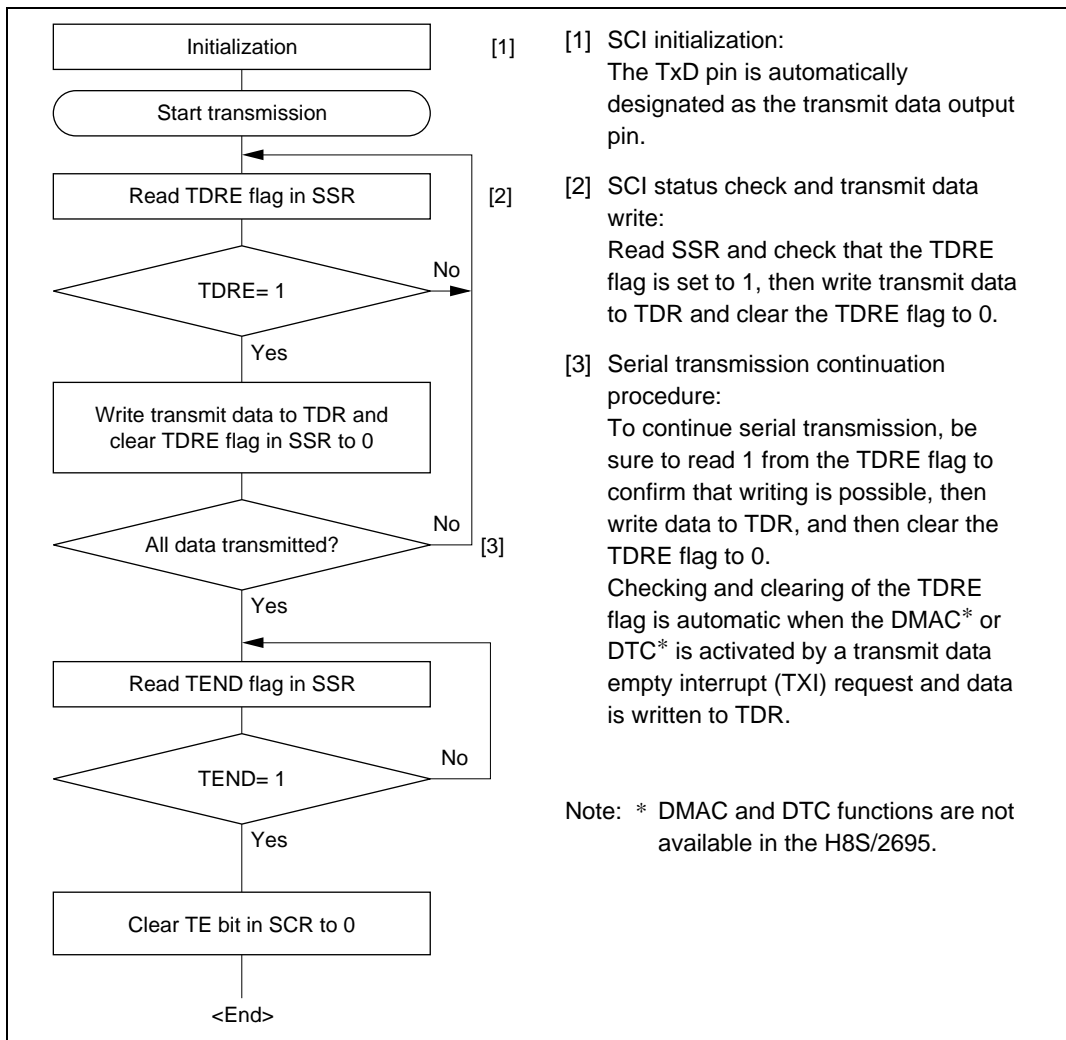 Initialization
[1]
Start transmission
Read TDRE flag in SSR
[2]
TDRE= 1
No
Yes
Write transmit data to TDR and
clear TDRE flag in SSR to 0
All data transmitted?
No
[3]
Yes
Read TEND flag in SSR
TEND= 1
No
Yes
Clear TE bit in SCR to 0
<End>
[1] SCI initialization:
The TxD pin is automatically
designated as the transmit data output
pin.
[2] SCI status check and transmit data
write:
Read SSR and check that the TDRE
flag is set to 1, then write transmit data
to TDR and clear the TDRE flag to 0.
[3] Serial transmission continuation
procedure:
To continue serial transmission, be
sure to read 1 from the TDRE flag to
confirm that writing is possible, then
write data to TDR, and then clear the
TDRE flag to 0.
Checking and clearing of the TDRE
flag is automatic when the DMAC* or
DTC* is activated by a transmit data
empty interrupt (TXI) request and data
is written to TDR.
Note: * DMAC and DTC functions are not
available in the H8S/2695.